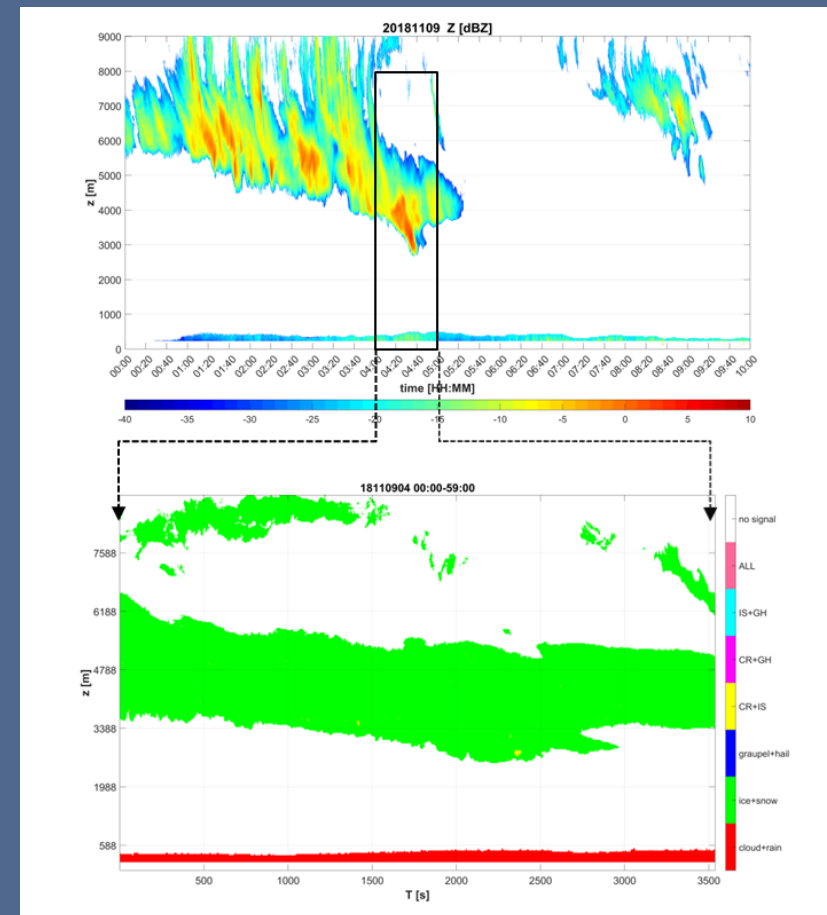 20181109 Z [dBZ]
9000
8000
7000
6000
5000
4000
3000
2000
1000
0
z [m]
00:00 00:20 00:40 01:00 01:20 01:40 02:00 02:20 02:40 03:00 03:20 03:40 04:00 04:20 04:40 05:00 05:20 05:40 06:00 06:20 06:40 07:00 07:20 07:40 08:00 08:20 08:40 09:00 09:20 09:40 10:00
time [HH:MM]
-40 -35 -30 -25 -20 -15 -10 -5 0 5 10
18110904 00:00-59:00
7588
6188
4788
3388
1988
588
z [m]
500 1000 1500 2000 2500 3000 3500
T [s]
no signal
ALL
IS+GH
CR+GH
CR+IS
graupel+hail
ice+snow
cloud+rain